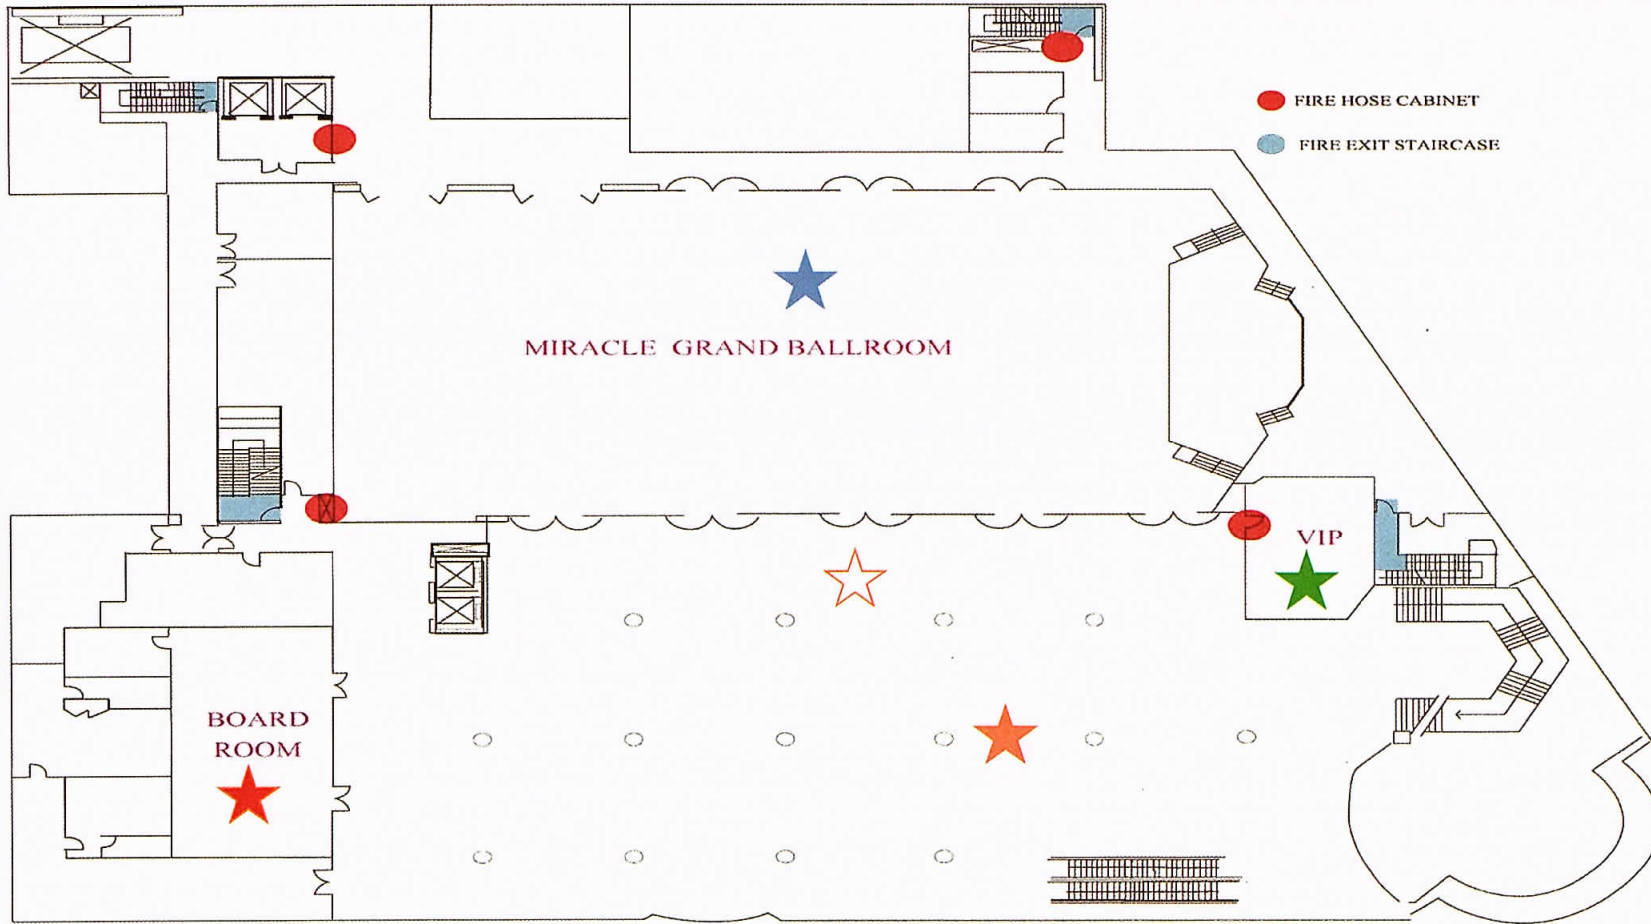 FIRE HOSE CABINET
FIRE EXIT STAIRCASE
MIRACLE GRAND BALLROOM
VIP
BOARD
ROOM